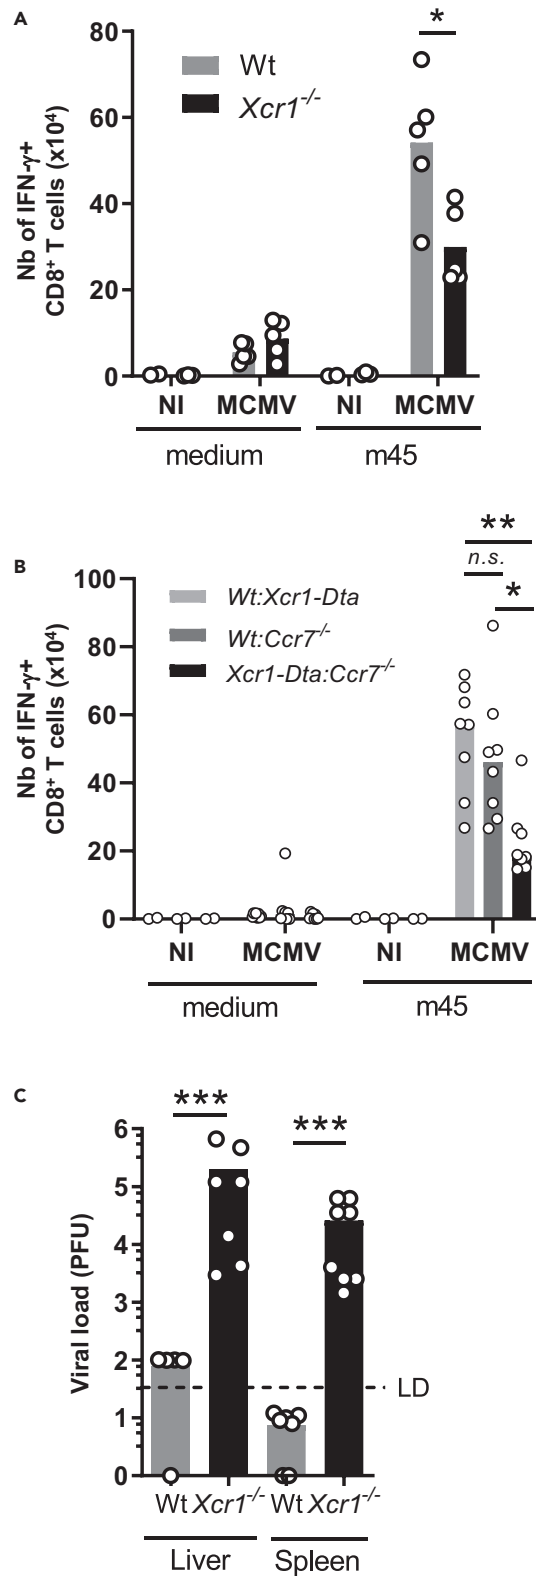 A
80
60
40
20
0
Nb of IFN-γ+
CD8⁺ T cells (x10⁴)
Wt
Xcr1⁻/⁻
*
NI MCMV NI MCMV
medium m45
B
100
80
60
40
20
0
Nb of IFN-γ+
CD8⁺ T cells (x10⁴)
Wt:Xcr1-Dta
Wt:Ccr7⁻/⁻
Xcr1-Dta:Ccr7⁻/⁻
**
n.s.
*
NI MCMV NI MCMV
medium m45
C
6
5
4
3
2
1
0
Viral load (PFU)
***
***
LD
Wt Xcr1⁻/⁻ Wt Xcr1⁻/⁻
Liver Spleen